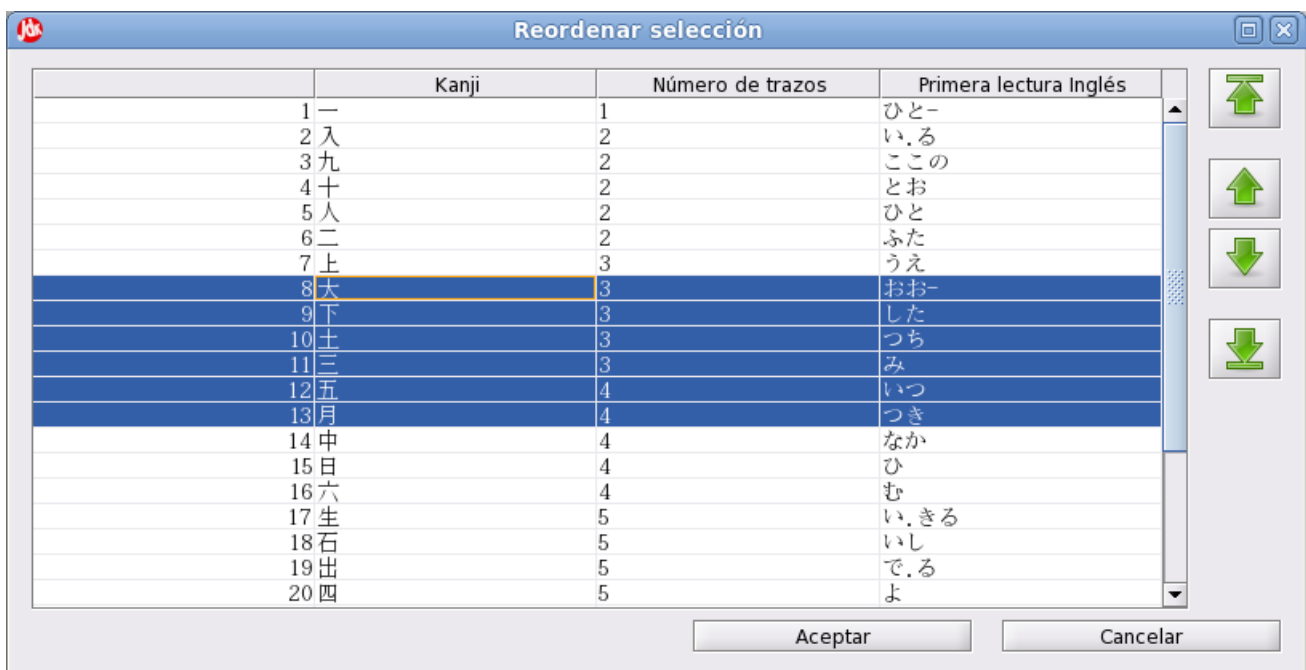 Jdk
Reordenar selección
Kanji Número de trazos Primera lectura Inglés
1 一 1 ひと-
2 入 2 い.る
3 九 2 ここの
4 十 2 とお
5 人 2 ひと
6 二 2 ふた
7 上 3 うえ
8 大 3 おお-
9 下 3 した
10 土 3 つち
11 三 3 み
12 五 4 いつ
13 月 4 つき
14 中 4 なか
15 日 4 ひ
16 六 4 む
17 生 5 い.きる
18 石 5 いし
19 出 5 で.る
20 四 5 よ
Aceptar Cancelar